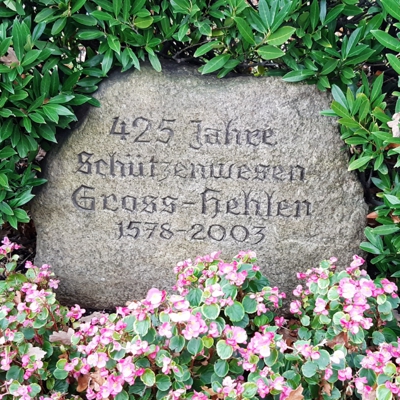 425 Jahre
Schützenwesen
Gross-Hehlen
1578-2003